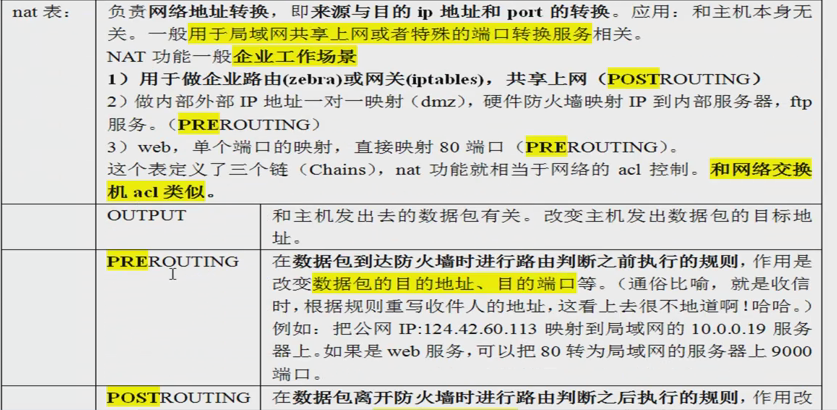 nat 表：
负责网络地址转换，即来源与目的 ip 地址和 port 的转换。应用：和主机本身无
关。一般用于局域网共享上网或者特殊的端口转换服务相关。
NAT 功能一般企业工作场景
1）用于做企业路由(zebra)或网关(iptables)，共享上网（POSTROUTING）
2）做内部外部 IP 地址一对一映射（dmz），硬件防火墙映射 IP 到内部服务器，ftp
服务。（PREROUTING）
3）web，单个端口的映射，直接映射 80 端口（PREROUTING）。
这个表定义了三个链（Chains），nat 功能就相当于网络的 acl 控制。和网络交换
机 acl 类似。
OUTPUT
和主机发出去的数据包有关。改变主机发出数据包的目标地
址。
PREROUTING
在数据包到达防火墙时进行路由判断之前执行的规则，作用是
改变数据包的目的地址、目的端口等。（通俗比喻，就是收信
时，根据规则重写收件人的地址，这看上去很不地道啊！哈哈。）
例如：把公网 IP:124.42.60.113 映射到局域网的 10.0.0.19 服务
器上。如果是 web 服务，可以把 80 转为局域网的服务器上 9000
端口。
POSTROUTING
在数据包离开防火墙时进行路由判断之后执行的规则，作用改